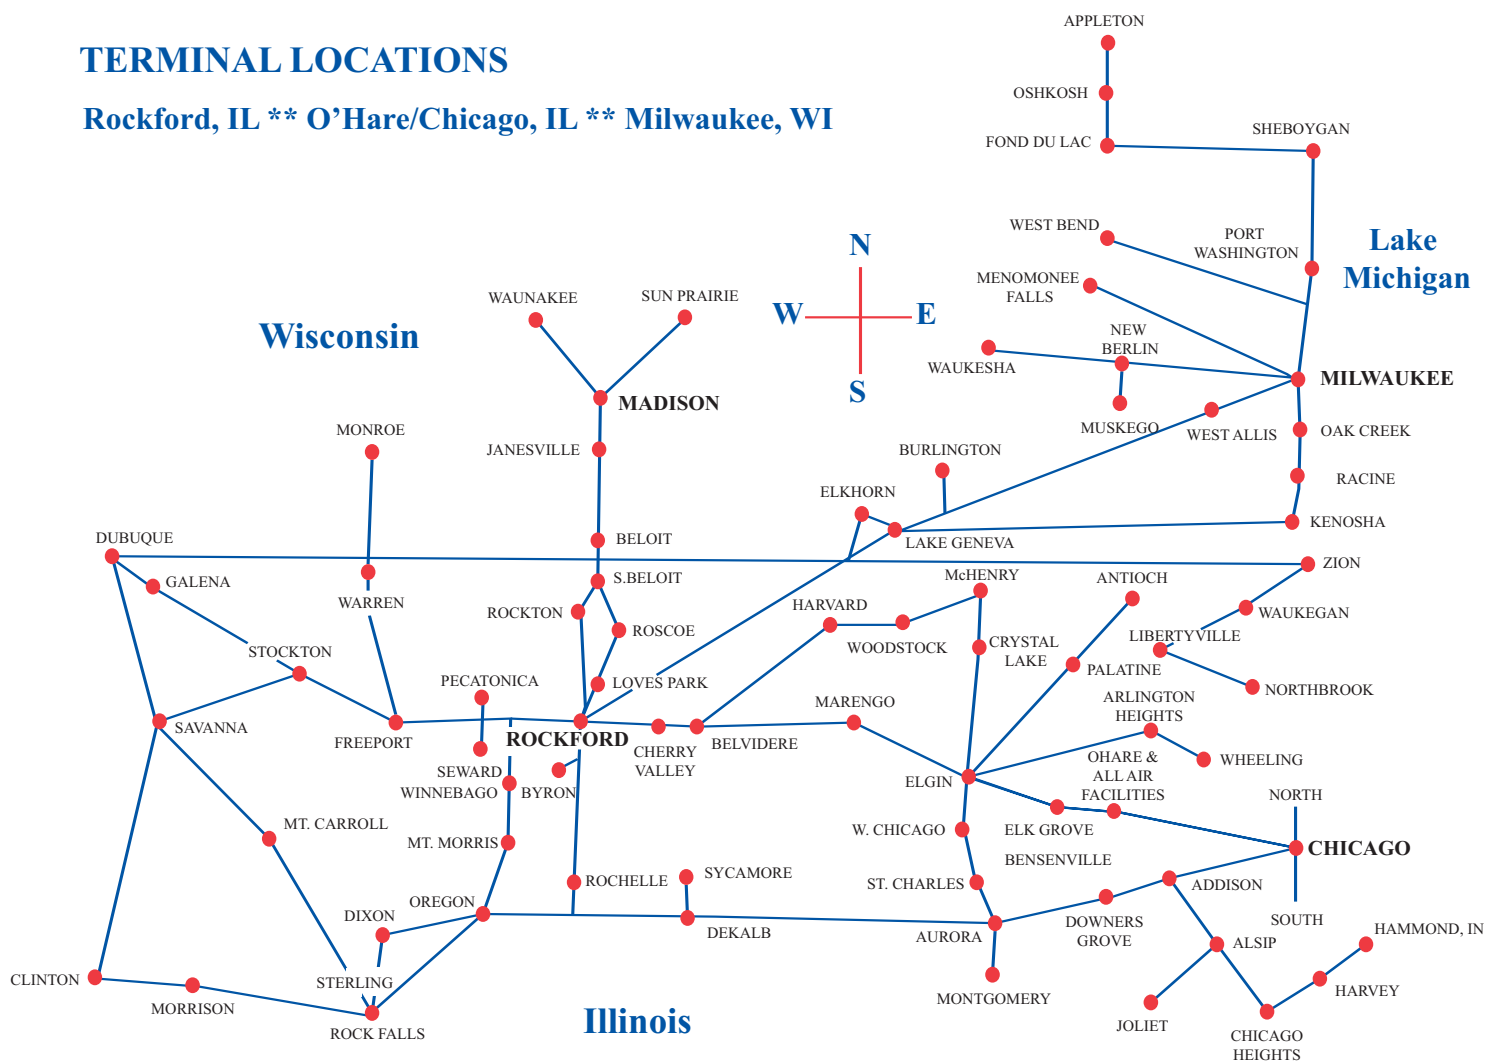 APPLETON
TERMINAL LOCATIONS
OSHKOSH
Rockford, IL ** O’Hare/Chicago, IL ** Milwaukee, WI
SHEBOYGAN
FOND DU LAC
WEST BEND
PORT
WASHINGTON
Lake
Michigan
N
MENOMONEE
FALLS
WAUNAKEE
SUN PRAIRIE
W
E
Wisconsin
NEW
BERLIN
WAUKESHA
MILWAUKEE
S
MADISON
MUSKEGO
WEST ALLIS
OAK CREEK
MONROE
JANESVILLE
BURLINGTON
RACINE
ELKHORN
KENOSHA
DUBUQUE
BELOIT
LAKE GENEVA
ZION
GALENA
S.BELOIT
McHENRY
ANTIOCH
WARREN
ROCKTON
HARVARD
WAUKEGAN
ROSCOE
WOODSTOCK
CRYSTAL
LAKE
LIBERTYVILLE
STOCKTON
PALATINE
PECATONICA
LOVES PARK
NORTHBROOK
MARENGO
ARLINGTON
HEIGHTS
SAVANNA
FREEPORT
ROCKFORD
CHERRY
VALLEY
BELVIDERE
SEWARD
WINNEBAGO
BYRON
ELGIN
OHARE &
ALL AIR
FACILITIES
WHEELING
NORTH
MT. CARROLL
MT. MORRIS
W. CHICAGO
ELK GROVE
CHICAGO
BENSENVILLE
ROCHELLE
SYCAMORE
ST. CHARLES
ADDISON
OREGON
DIXON
SOUTH
DEKALB
AURORA
DOWNERS
GROVE
ALSIP
HAMMOND, IN
CLINTON
STERLING
MORRISON
MONTGOMERY
HARVEY
ROCK FALLS
Illinois
JOLIET
CHICAGO
HEIGHTS